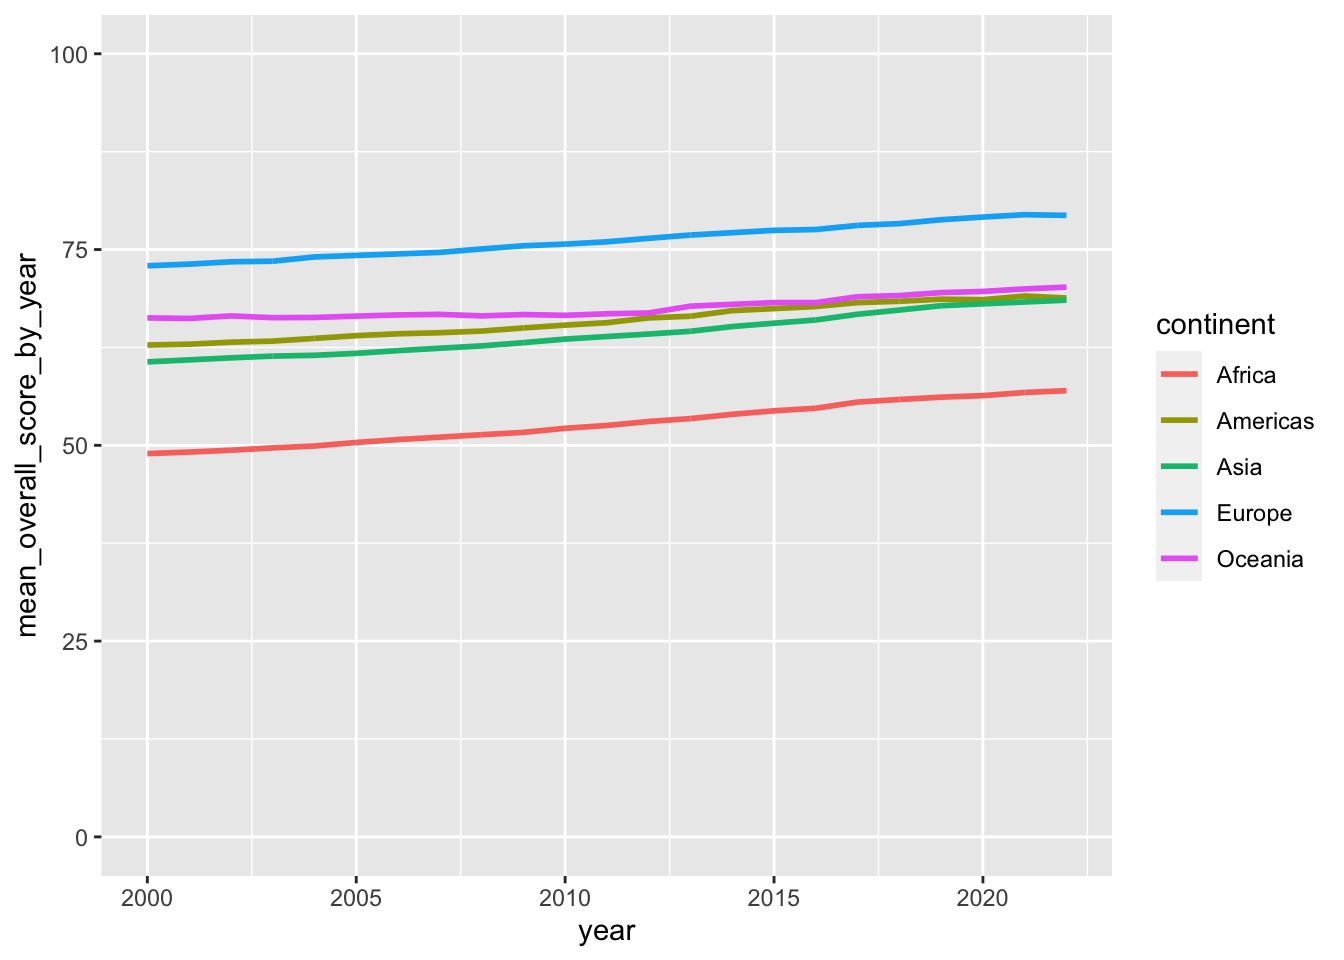 100
75
50
25
0
mean_overall_score_by_year
2000 2005 2010 2015 2020
year
continent
Africa
Americas
Asia
Europe
Oceania